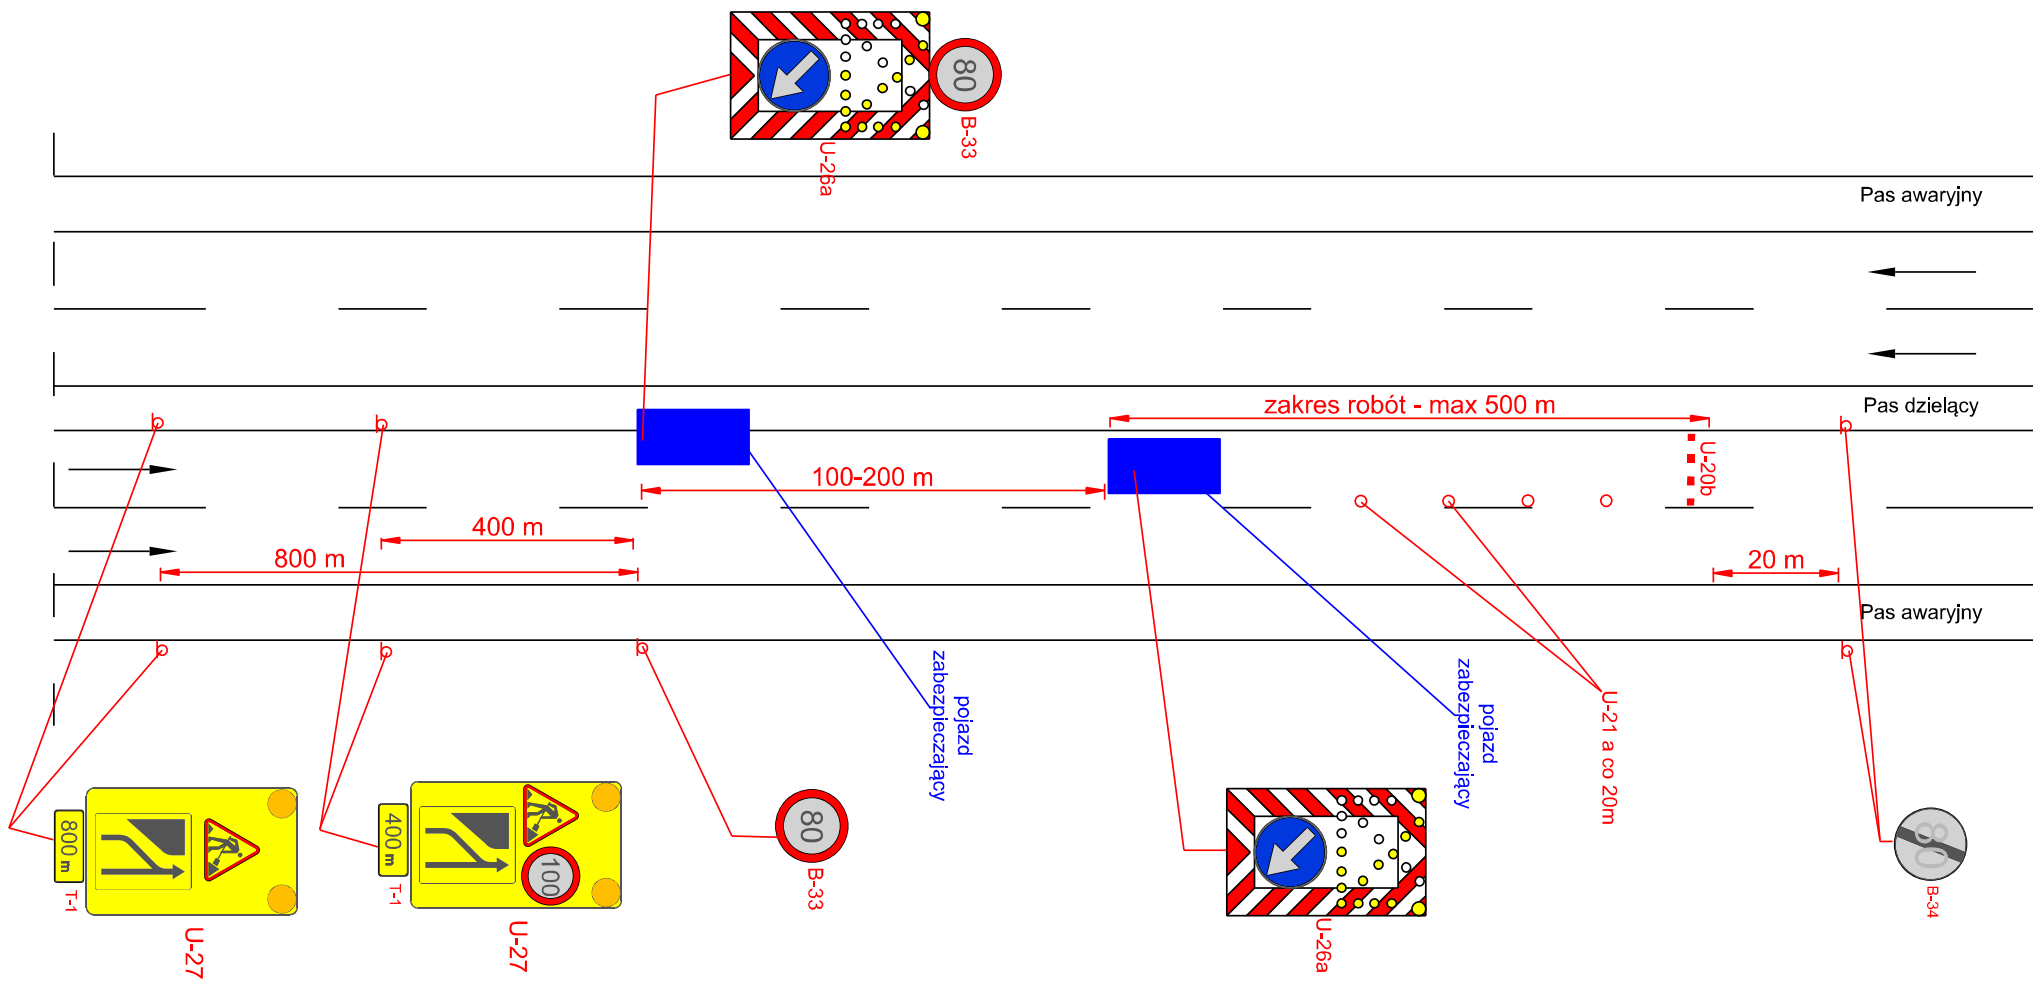 80
B-33
U-26a
Pas awaryjny
zakres robót - max 500 m
Pas dzielący
U-20b
100-200 m
400 m
800 m
20 m
Pas awaryjny
pojazd
zabezpieczający
pojazd
zabezpieczający
U-21 a co 20m
800 m
T-1
U-27
400 m
T-1
100
U-27
80
B-33
U-26a
80
B-34